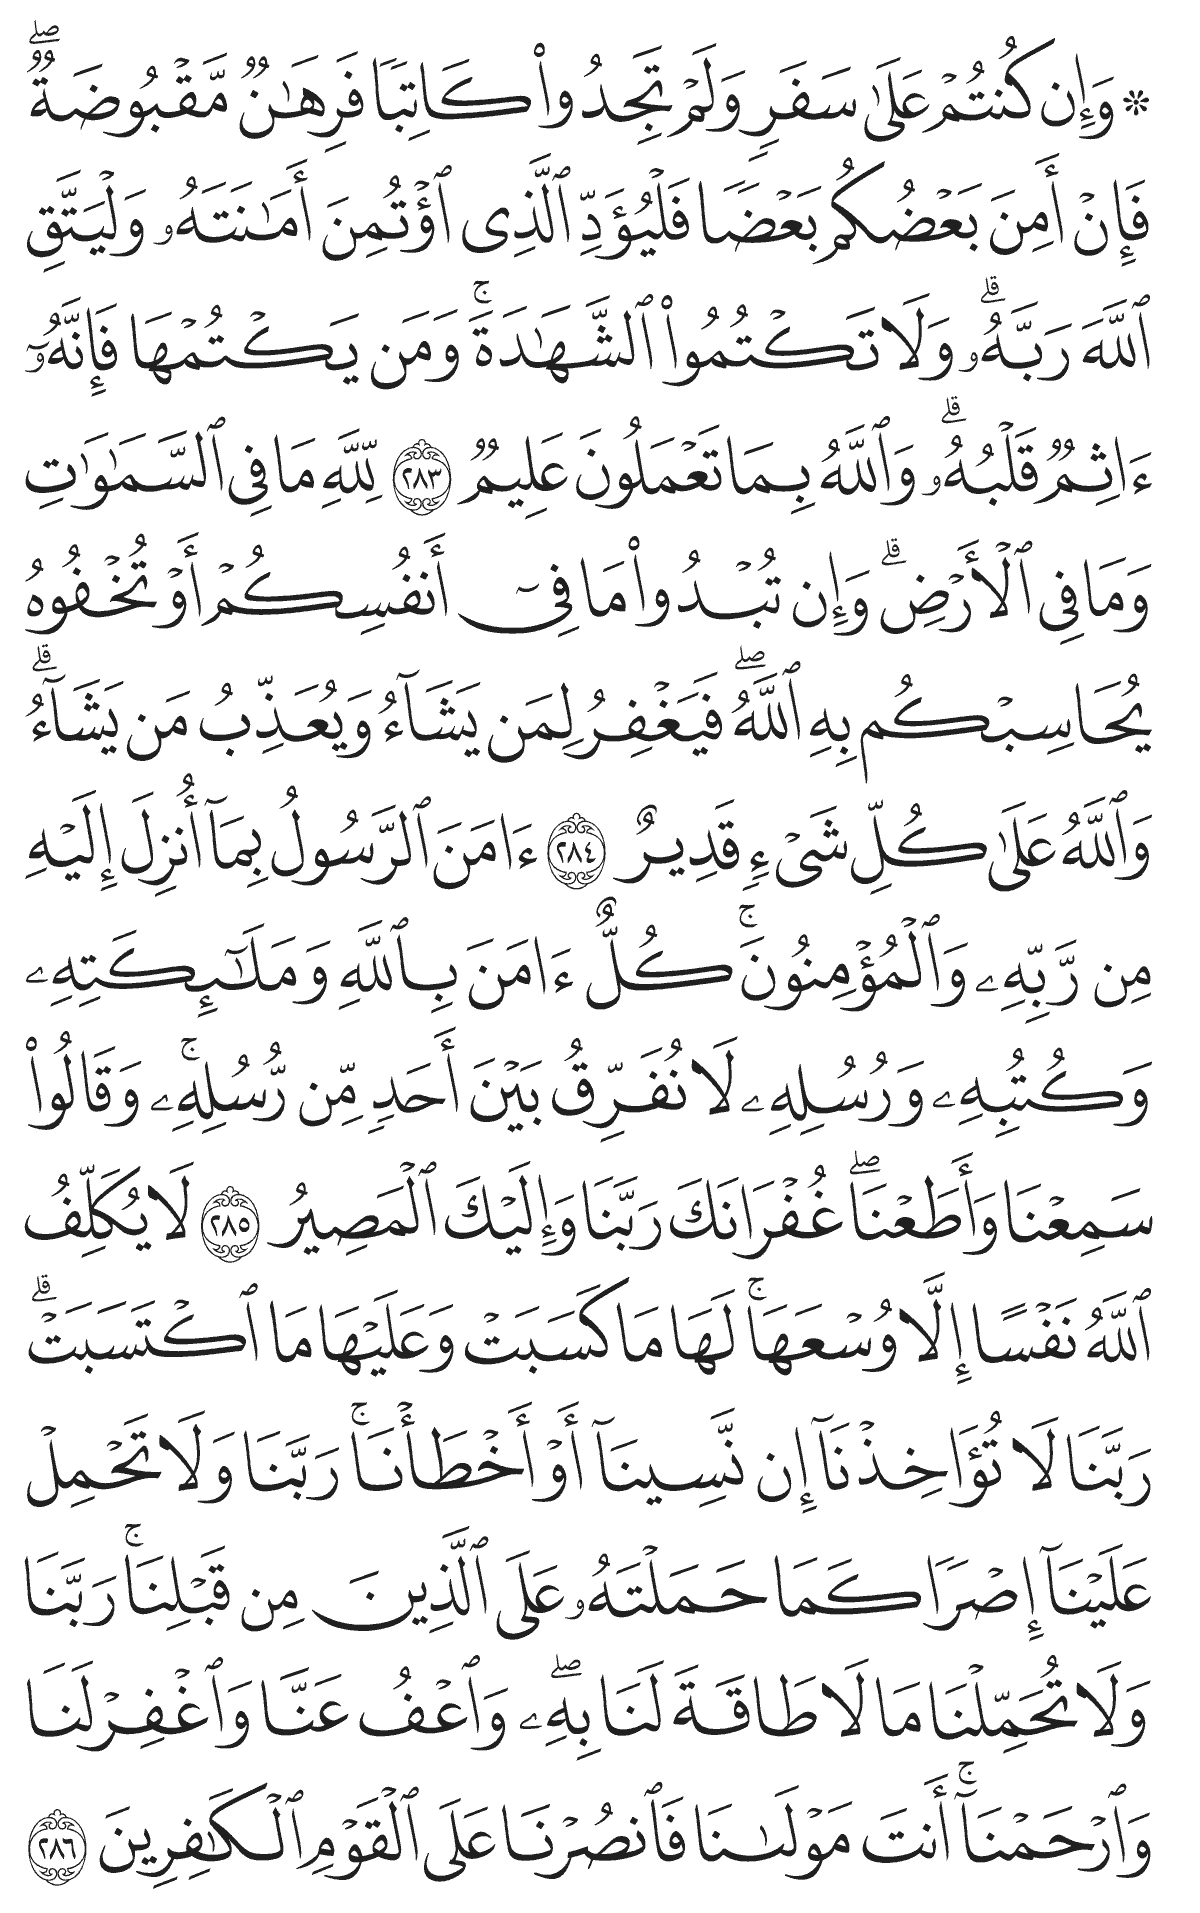 ۞ وَإِن كُنتُمْ عَلَىٰ سَفَرٍ وَلَمْ تَجِدُوا۟ كَاتِبًا فَرِهَـٰنٌ مَّقْبُوضَةٌ ۖ
فَإِنْ أَمِنَ بَعْضُكُم بَعْضًا فَلْيُؤَدِّ ٱلَّذِى ٱؤْتُمِنَ أَمَـٰنَتَهُۥ وَلْيَتَّقِ
ٱللَّهَ رَبَّهُۥ ۗ وَلَا تَكْتُمُوا۟ ٱلشَّهَـٰدَةَ ۚ وَمَن يَكْتُمْهَا فَإِنَّهُۥٓ
ءَاثِمٌ قَلْبُهُۥ ۗ وَٱللَّهُ بِمَا تَعْمَلُونَ عَلِيمٌ ٢٨٣ لِّلَّهِ مَا فِى ٱلسَّمَـٰوَٰتِ
وَمَا فِى ٱلْأَرْضِ ۗ وَإِن تُبْدُوا۟ مَا فِىٓ أَنفُسِكُمْ أَوْ تُخْفُوهُ
يُحَاسِبْكُم بِهِ ٱللَّهُ ۖ فَيَغْفِرُ لِمَن يَشَآءُ وَيُعَذِّبُ مَن يَشَآءُ ۗ
وَٱللَّهُ عَلَىٰ كُلِّ شَىْءٍ قَدِيرٌ ٢٨٤ ءَامَنَ ٱلرَّسُولُ بِمَآ أُنزِلَ إِلَيْهِ
مِن رَّبِّهِۦ وَٱلْمُؤْمِنُونَ ۚ كُلٌّ ءَامَنَ بِٱللَّهِ وَمَلَـٰٓئِكَتِهِۦ
وَكُتُبِهِۦ وَرُسُلِهِۦ لَا نُفَرِّقُ بَيْنَ أَحَدٍ مِّن رُّسُلِهِۦ ۚ وَقَالُوا۟
سَمِعْنَا وَأَطَعْنَا ۖ غُفْرَانَكَ رَبَّنَا وَإِلَيْكَ ٱلْمَصِيرُ ٢٨٥ لَا يُكَلِّفُ
ٱللَّهُ نَفْسًا إِلَّا وُسْعَهَا ۚ لَهَا مَا كَسَبَتْ وَعَلَيْهَا مَا ٱكْتَسَبَتْ ۗ
رَبَّنَا لَا تُؤَاخِذْنَآ إِن نَّسِينَآ أَوْ أَخْطَأْنَا ۚ رَبَّنَا وَلَا تَحْمِلْ
عَلَيْنَآ إِصْرًا كَمَا حَمَلْتَهُۥ عَلَى ٱلَّذِينَ مِن قَبْلِنَا ۚ رَبَّنَا
وَلَا تُحَمِّلْنَا مَا لَا طَاقَةَ لَنَا بِهِۦ ۖ وَٱعْفُ عَنَّا وَٱغْفِرْ لَنَا
وَٱرْحَمْنَآ ۚ أَنتَ مَوْلَىٰنَا فَٱنصُرْنَا عَلَى ٱلْقَوْمِ ٱلْكَـٰفِرِينَ ٢٨٦